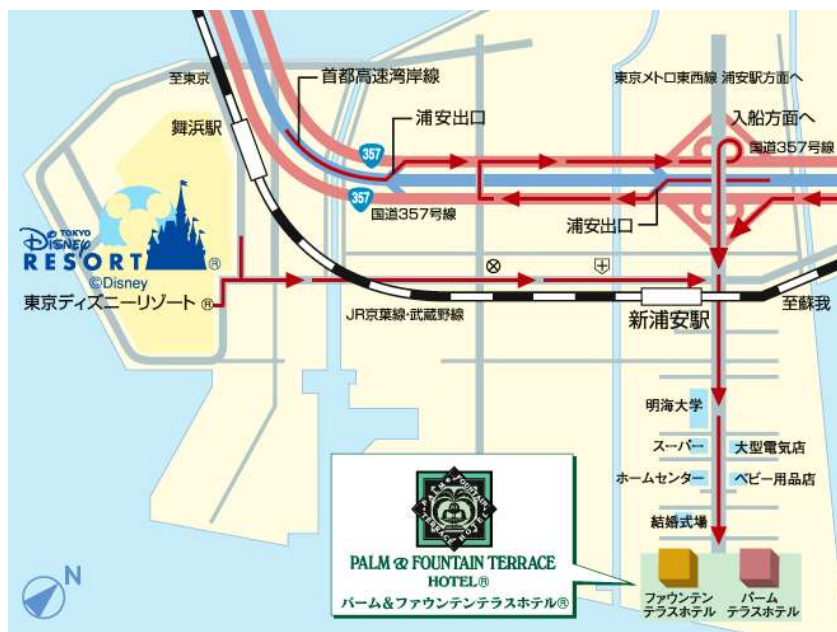 至東京
首都高速湾岸線
東京メトロ東西線 浦安駅方面へ
舞浜駅
浦安出口
入船方面へ
357
国道357号線
357
国道357号線
浦安出口
TOKYO
DISNEY
RESORT®
©Disney
東京ディズニーリゾート®
JR京葉線・武蔵野線
新浦安駅
至蘇我
明海大学
スーパー
大型電気店
ホームセンター
ベビー用品店
結婚式場
PALM & FOUNTAIN
TERRACE HOTEL
PALM & FOUNTAIN TERRACE
HOTEL®
パーム&ファウンテンテラスホテル®
ファウンテン
テラスホテル
パーム
テラスホテル
N